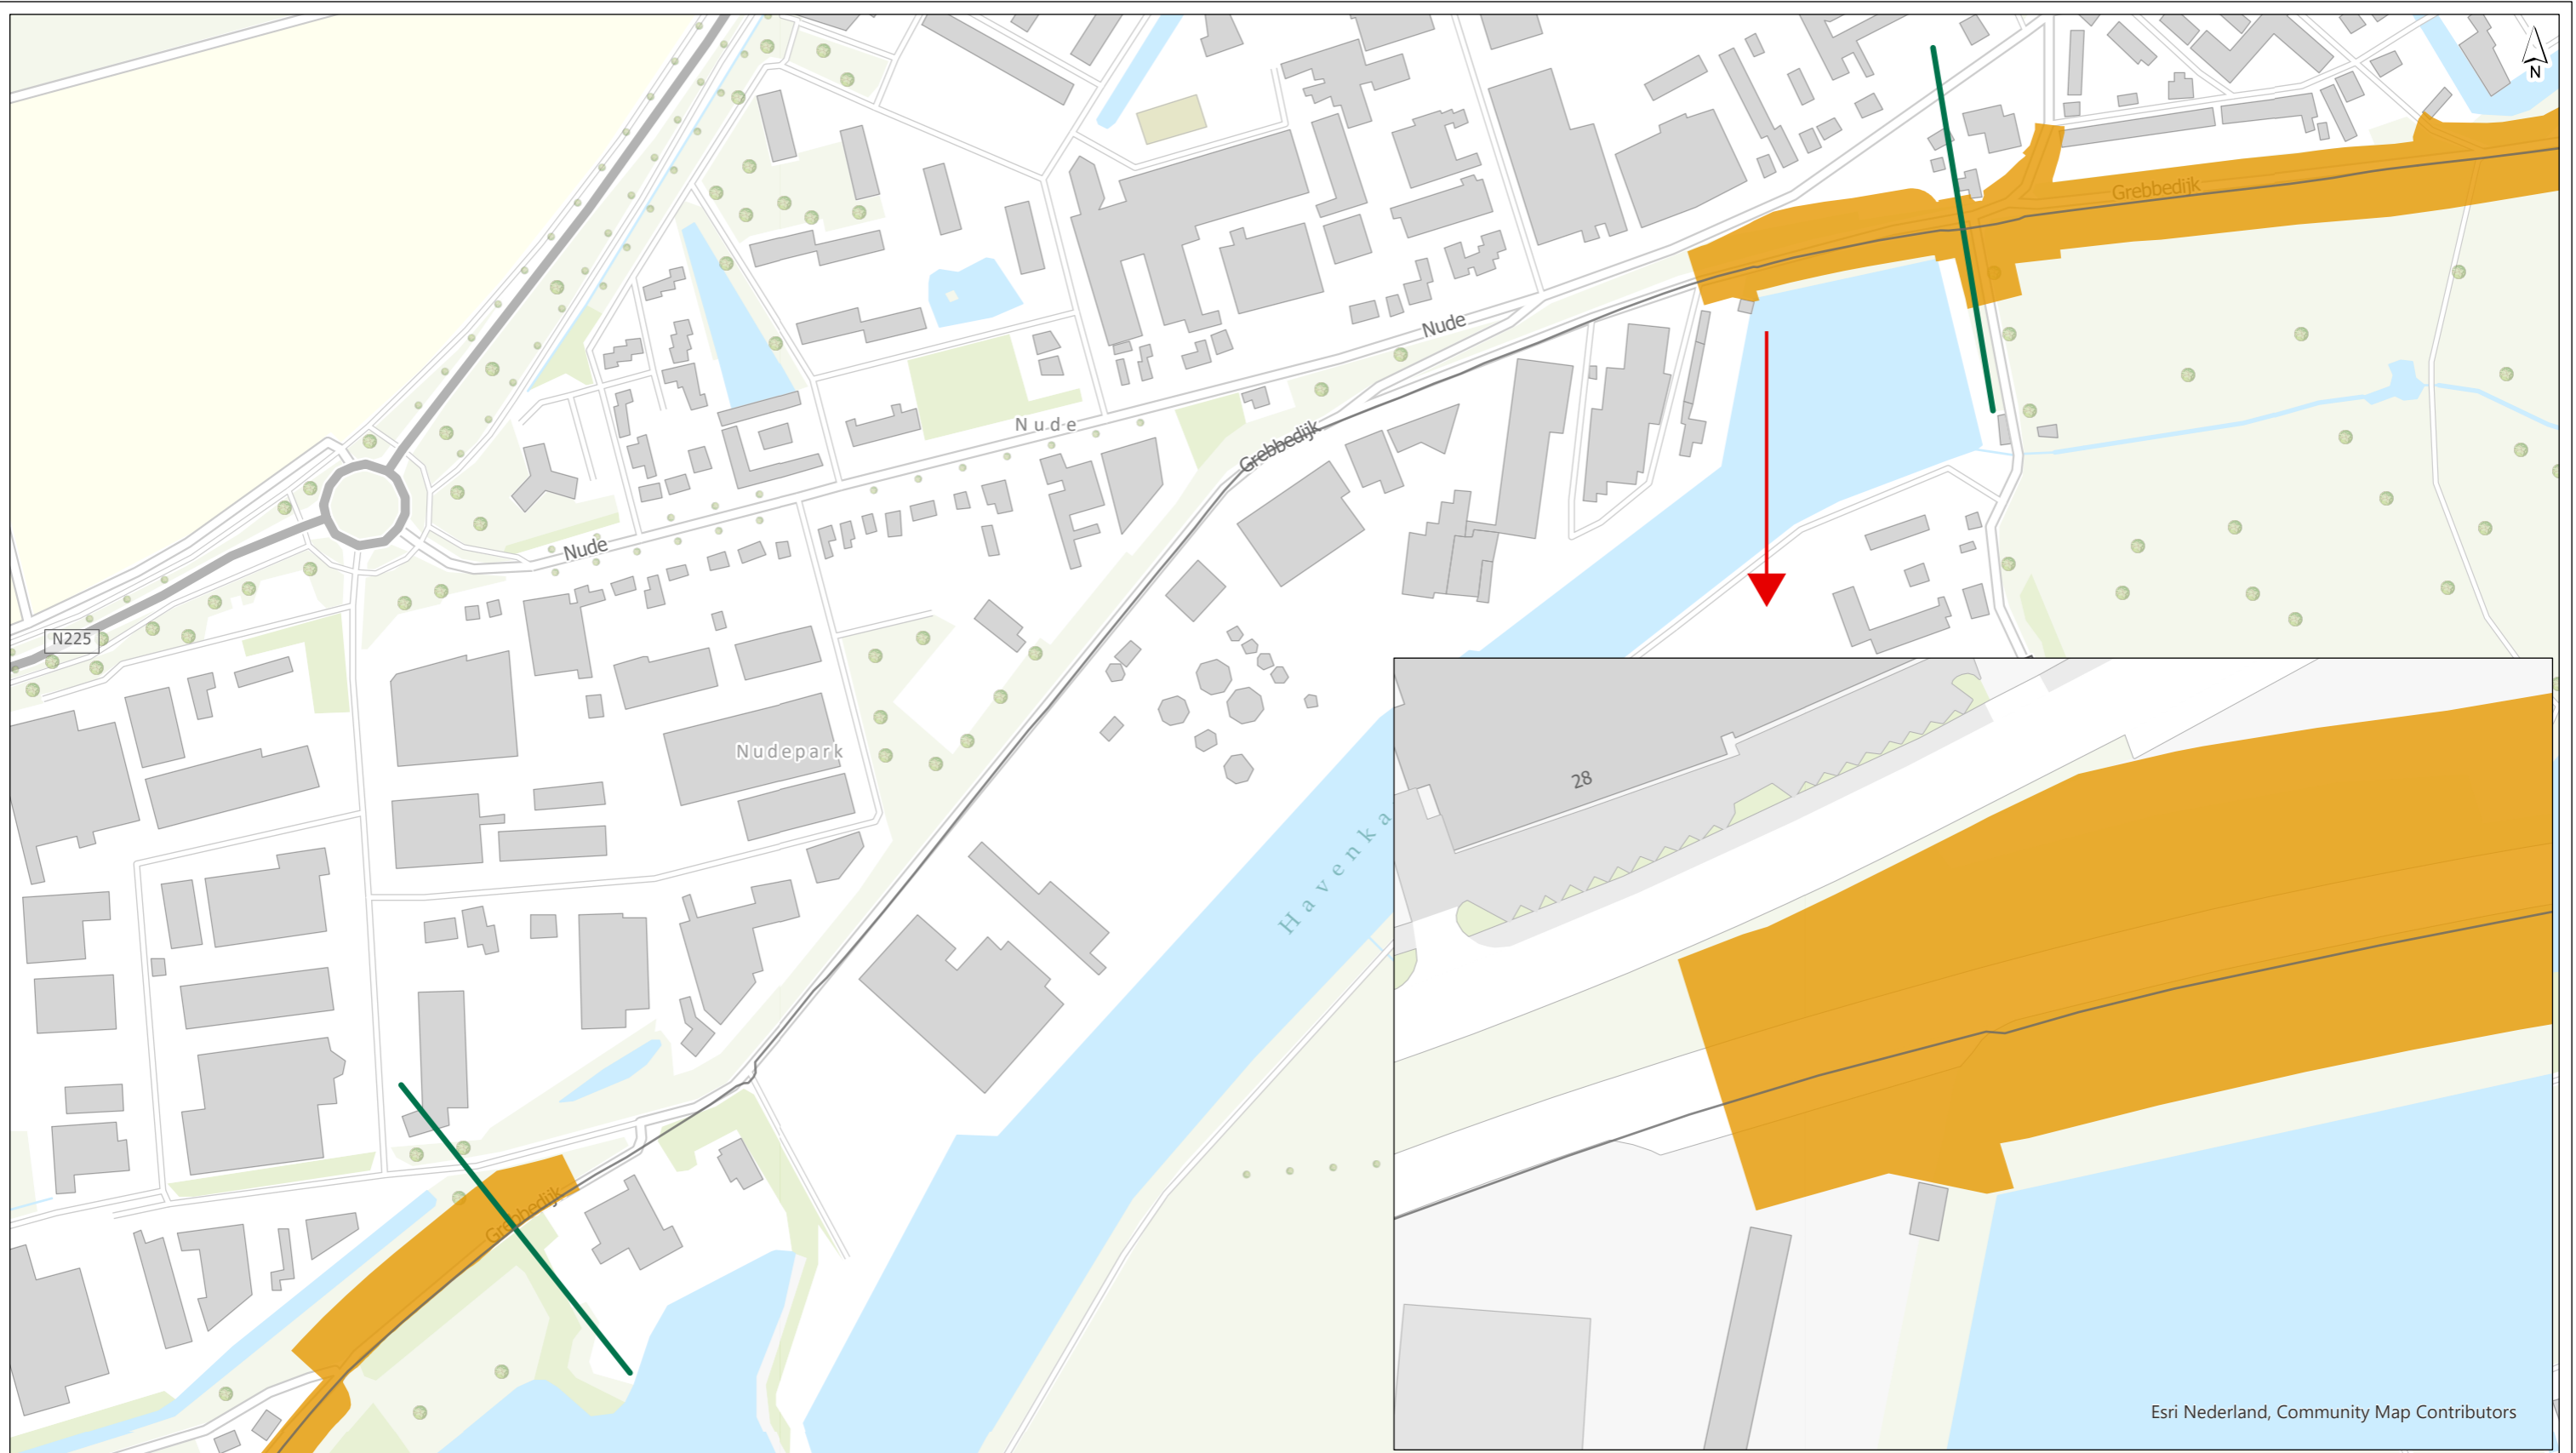 N
Grebbedijk
Nude
Nude
Grebbedijk
Nude
N225
Nudepark
28
Havenka
Grebbedijk
Esri Nederland, Community Map Contributors